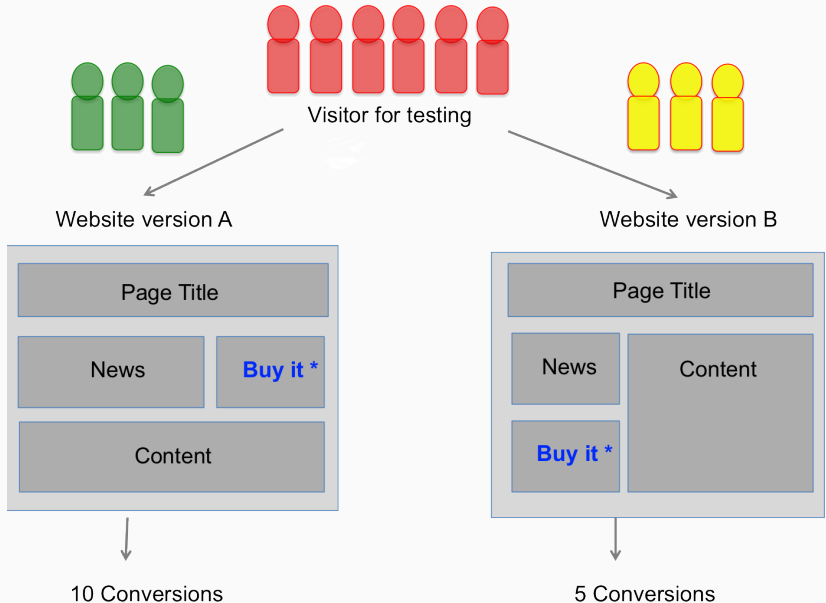 Visitor for testing
Website version A
Website version B
Page Title
News
Buy it *
Content
Page Title
News
Content
Buy it *
10 Conversions
5 Conversions